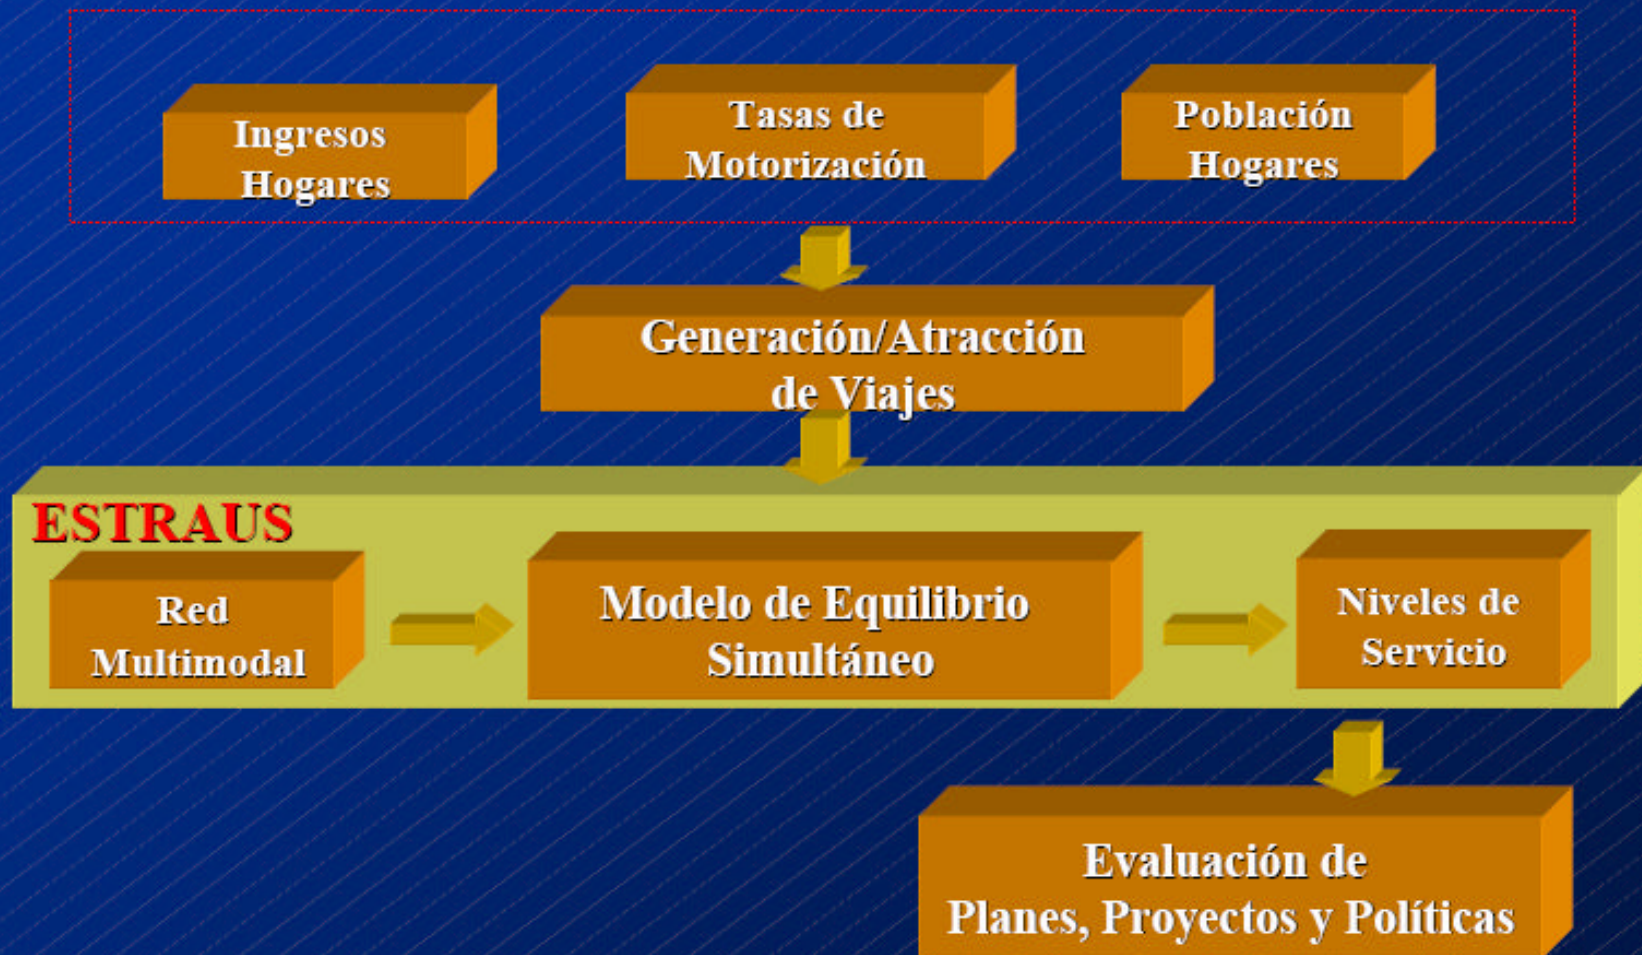 Ingresos
Hogares
Tasas de
Motorización
Población
Hogares
Generación/Atracción
de Viajes
ESTRAUS
Red
Multimodal
Modelo de Equilibrio
Simultáneo
Niveles de
Servicio
Evaluación de
Planes, Proyectos y Políticas